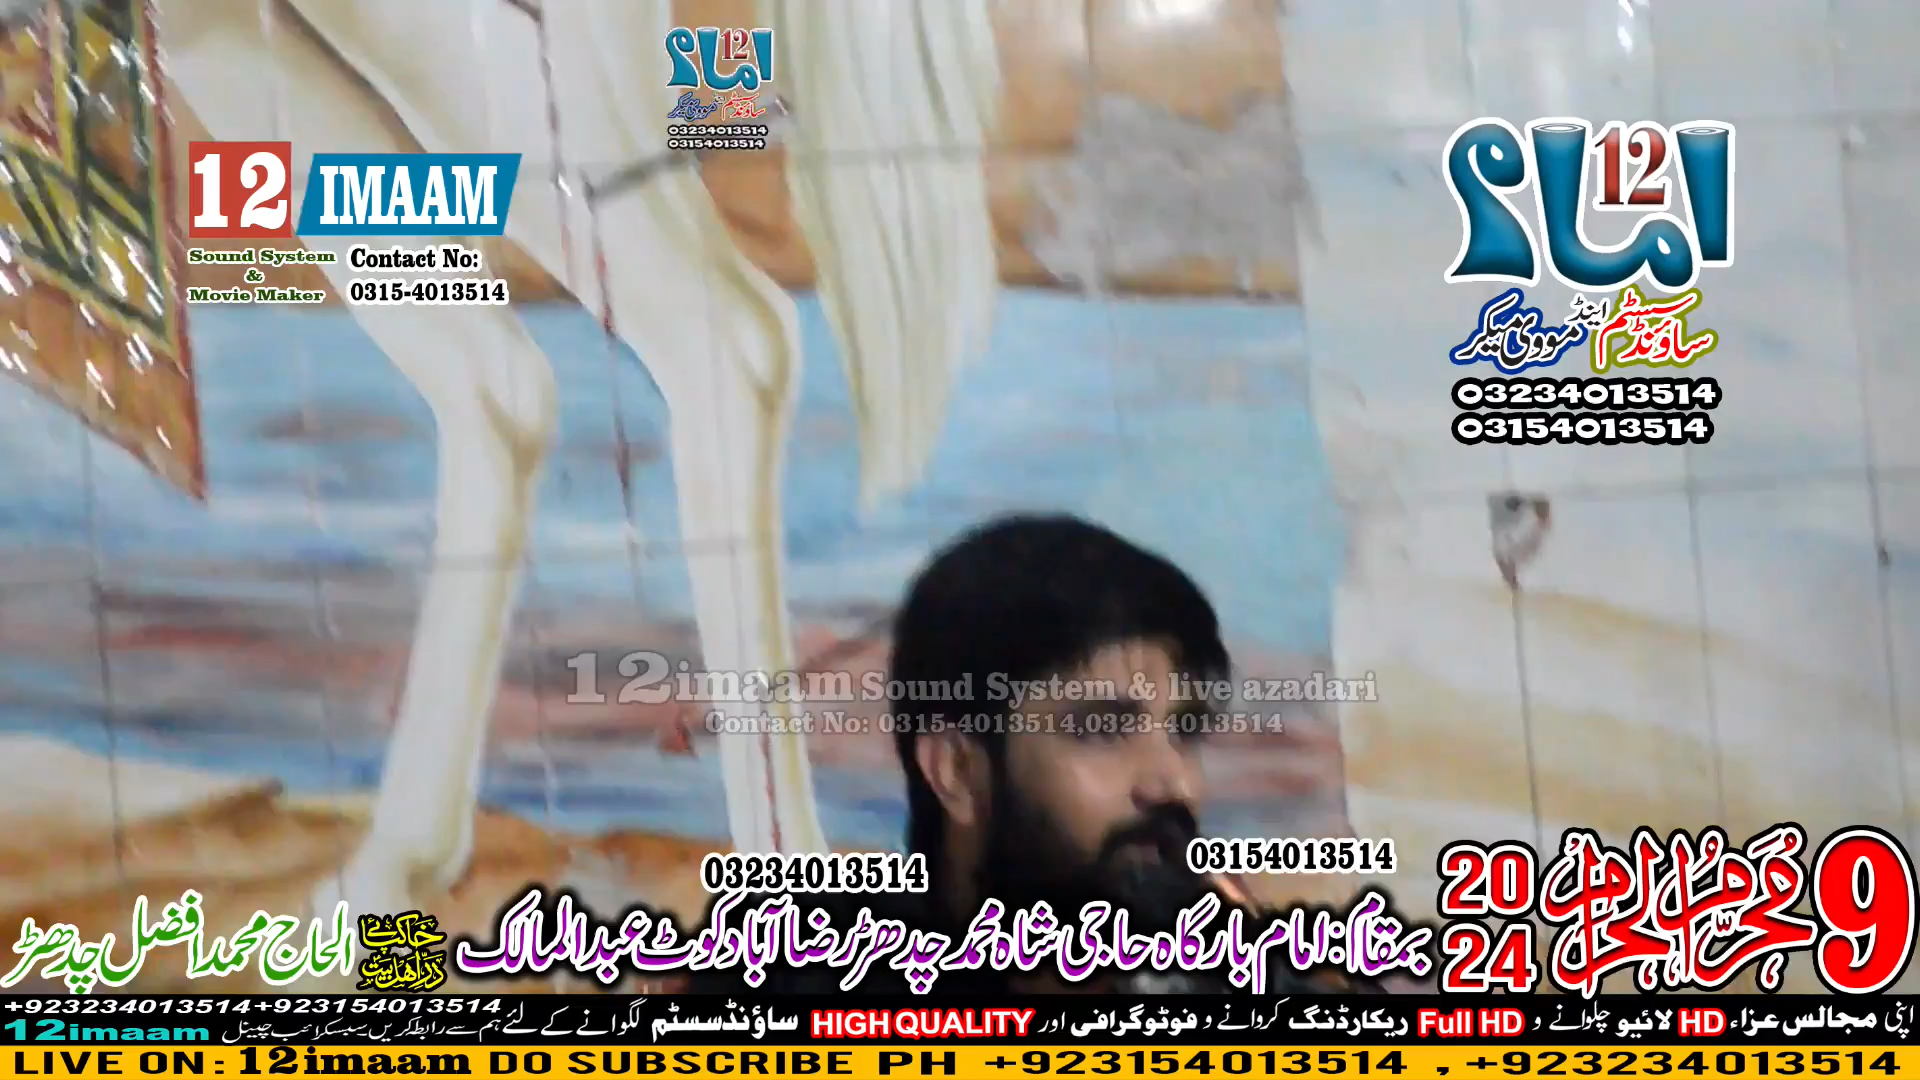 12 امام
ساؤنڈ سسٹم اینڈ مووی میکر
03234013514
03154013514
12 IMAAM
Sound System
&
Movie Maker
Contact No:
0315-4013514
12 امام
ساؤنڈ سسٹم اینڈ مووی میکر
03234013514
03154013514
12imaam Sound System & live azadari
Contact No: 0315-4013514,0323-4013514
03234013514
03154013514
9 محرم الحرام 2024
بمقام: امام بارگاہ حاجی شاہ محمد چدھڑ رضا آباد کوٹ عبدالمالک
خاکپائے در اہلبیت
الحاج محمد افضل چدھڑ
+923234013514+923154013514
اپنی مجالس عزاء HD لائیو چلوانے و Full HD ریکارڈنگ کروانے و فوٹوگرافی اور HIGH QUALITY ساؤنڈسسٹم لگوانے کے لئے ہم سے رابطہ کریں۔ سبسکرائب چینل 12imaam
LIVE ON: 12imaam DO SUBSCRIBE PH +923154013514 , +923234013514